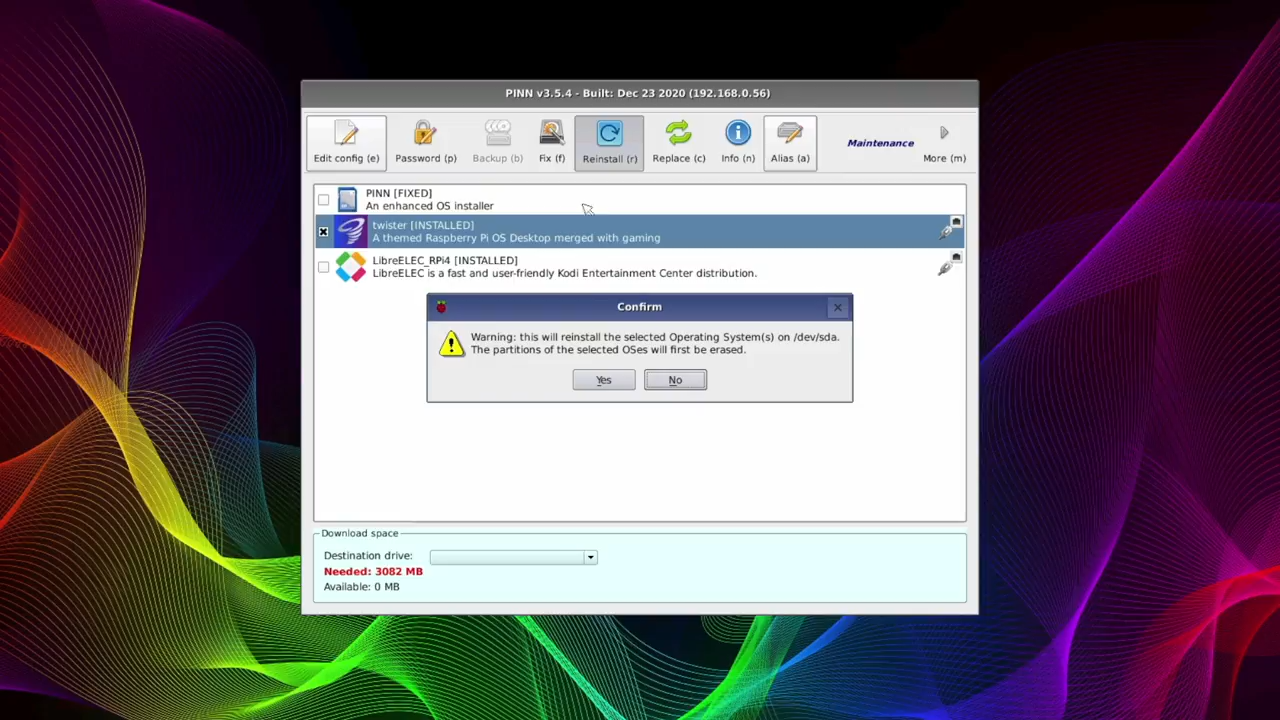 PINN v3.5.4 - Built: Dec 23 2020 (192.168.0.56)
Edit config (e) Password (p) Backup (b) Fix (f) Reinstall (r) Replace (c) Info (n) Alias (a) Maintenance More (m)
PINN [FIXED]
An enhanced OS installer
twister [INSTALLED]
A themed Raspberry Pi OS Desktop merged with gaming
LibreELEC_RPi4 [INSTALLED]
LibreELEC is a fast and user-friendly Kodi Entertainment Center distribution.
Confirm
Warning: this will reinstall the selected Operating System(s) on /dev/sda.
The partitions of the selected OSes will first be erased.
Yes No
Download space
Destination drive:
Needed: 3082 MB
Available: 0 MB